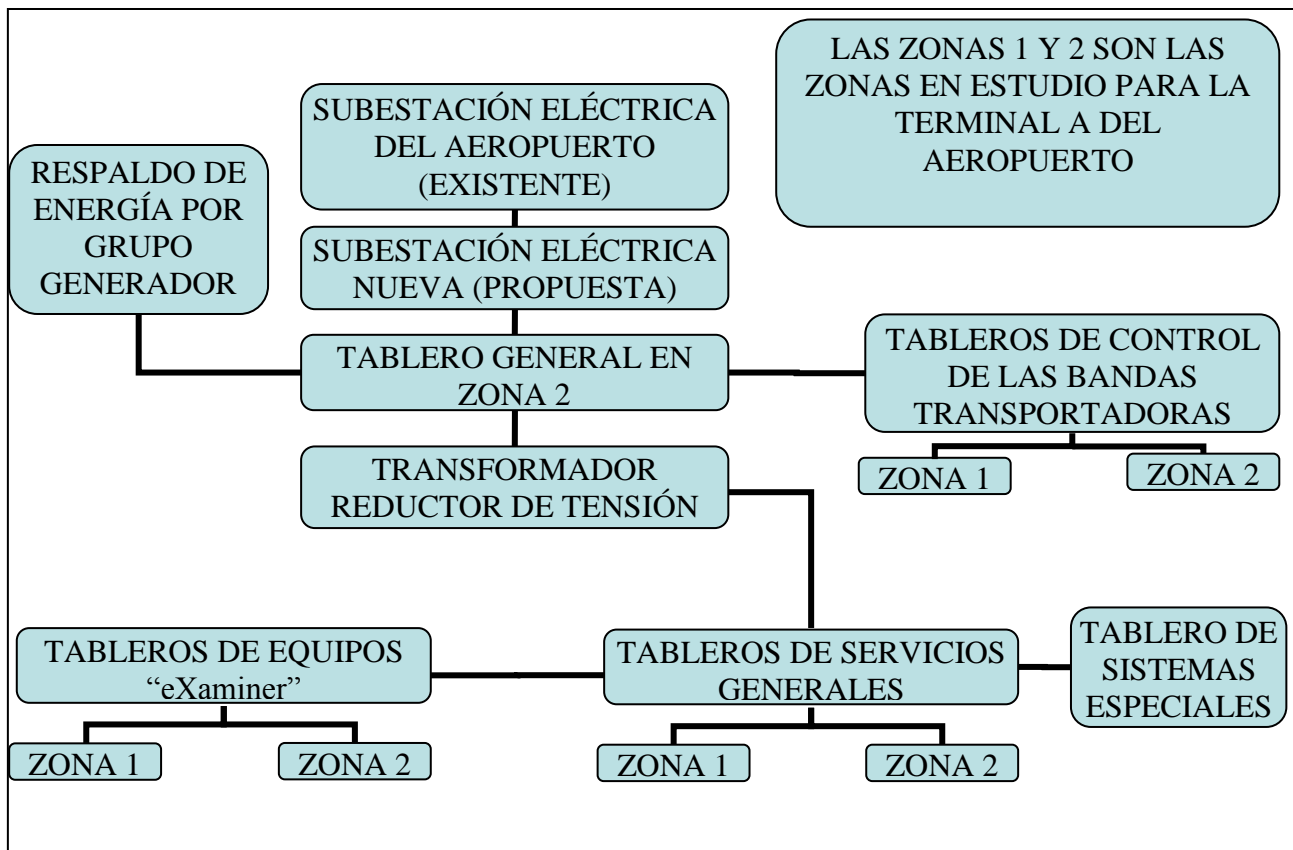 LAS ZONAS 1 Y 2 SON LAS
ZONAS EN ESTUDIO PARA LA
TERMINAL A DEL
AEROPUERTO
SUBESTACIÓN ELÉCTRICA
DEL AEROPUERTO
(EXISTENTE)
RESPALDO DE
ENERGÍA POR
GRUPO
GENERADOR
SUBESTACIÓN ELÉCTRICA
NUEVA (PROPUESTA)
TABLERO GENERAL EN
ZONA 2
TABLEROS DE CONTROL
DE LAS BANDAS
TRANSPORTADORAS
ZONA 1
ZONA 2
TRANSFORMADOR
REDUCTOR DE TENSIÓN
TABLEROS DE EQUIPOS
“eXaminer”
ZONA 1
ZONA 2
TABLEROS DE SERVICIOS
GENERALES
ZONA 1
ZONA 2
TABLERO DE
SISTEMAS
ESPECIALES